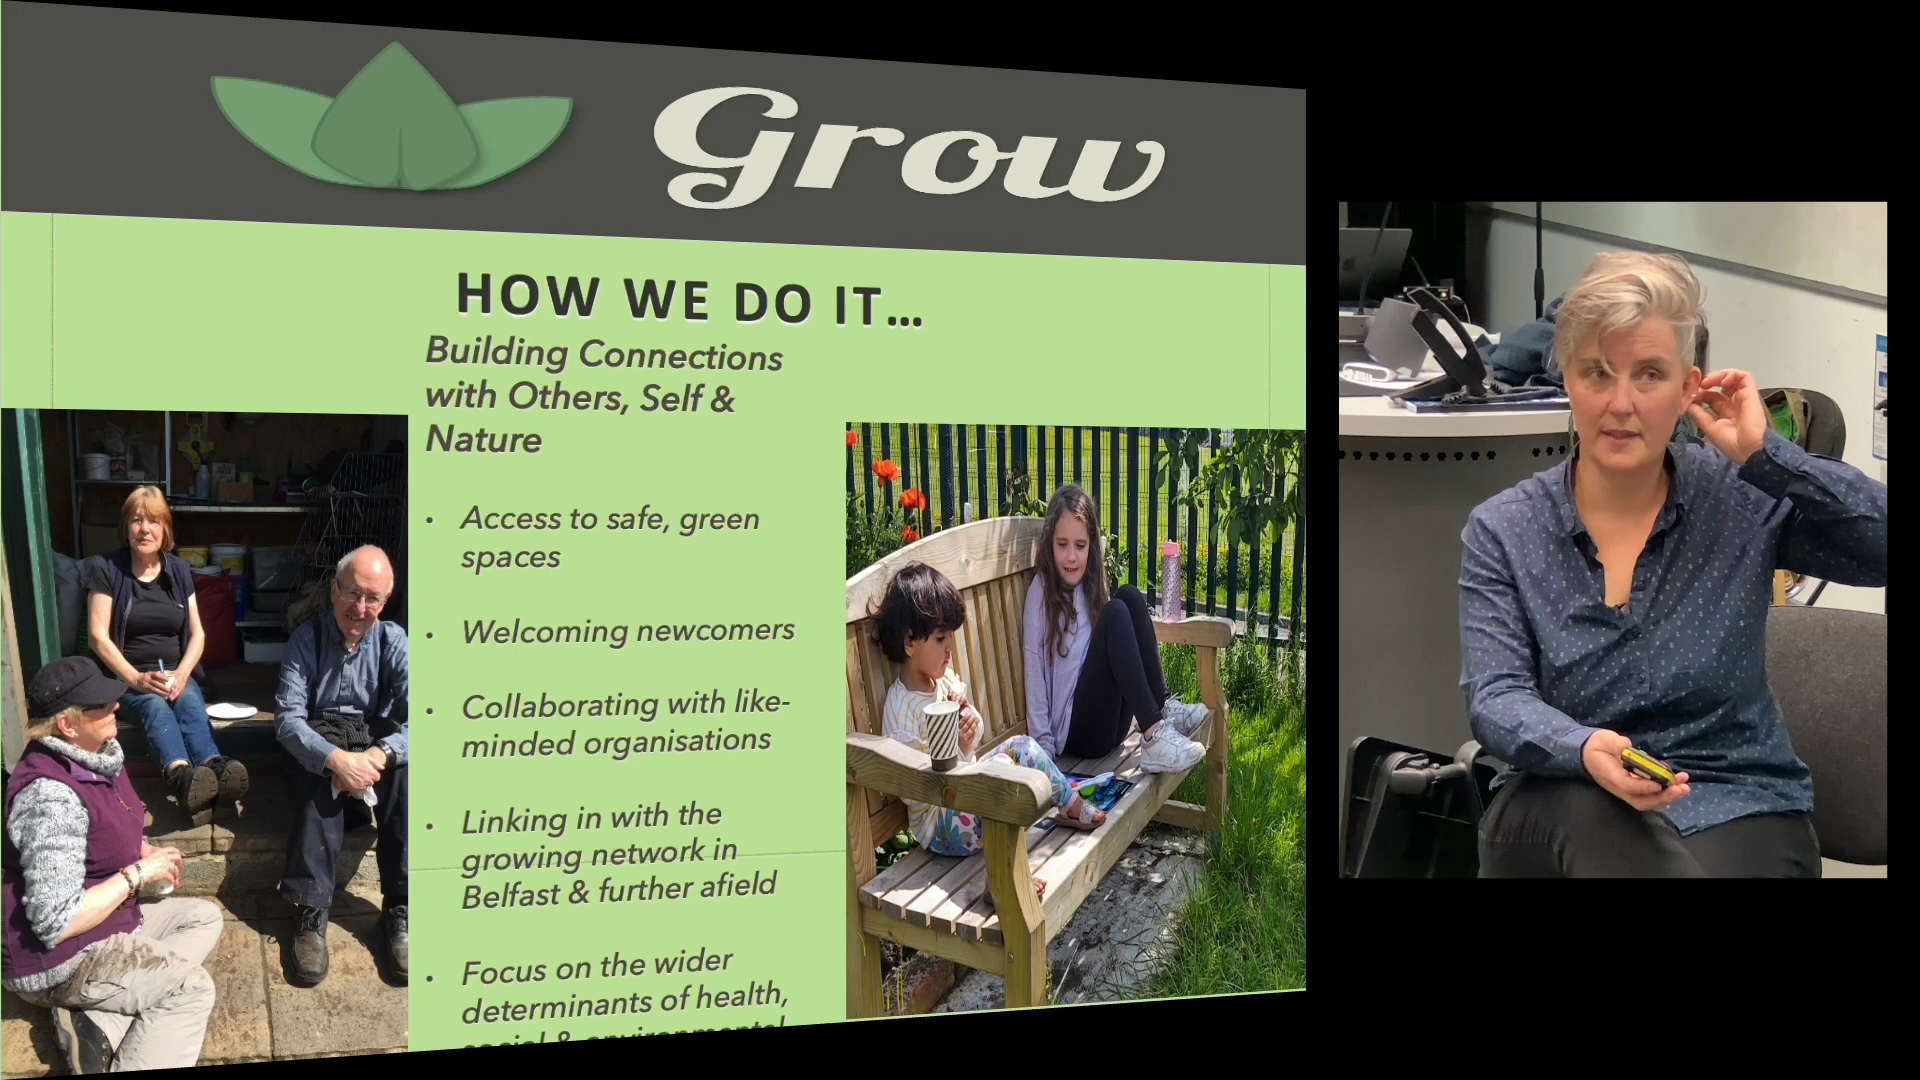 Grow
HOW WE DO IT...
Building Connections
with Others, Self &
Nature
• Access to safe, green
spaces
• Welcoming newcomers
• Collaborating with like-
minded organisations
• Linking in with the
growing network in
Belfast & further afield
• Focus on the wider
determinants of health,
social & environmental